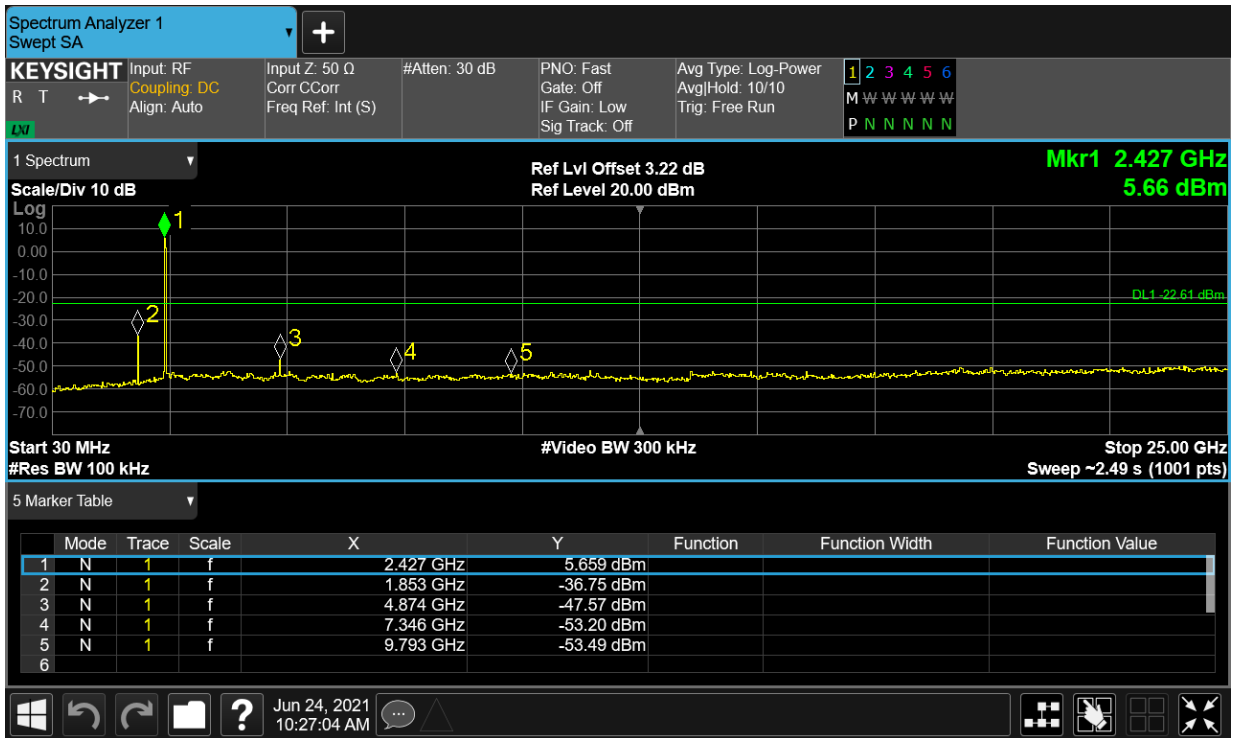 Spectrum Analyzer 1
Swept SA
KEYSIGHT
R T
LXI
Input: RF
Coupling: DC
Align: Auto
Input Z: 50 Ω
Corr CCorr
Freq Ref: Int (S)
#Atten: 30 dB
PNO: Fast
Gate: Off
IF Gain: Low
Sig Track: Off
Avg Type: Log-Power
Avg|Hold: 10/10
Trig: Free Run
1 2 3 4 5 6
M W W W W W
P N N N N N
1 Spectrum
Scale/Div 10 dB
Log
Ref Lvl Offset 3.22 dB
Ref Level 20.00 dBm
Mkr1 2.427 GHz
5.66 dBm
10.0
0.00
-10.0
-20.0
-30.0
-40.0
-50.0
-60.0
-70.0
1
2
3
4
5
DL1 -22.61 dBm
Start 30 MHz
#Res BW 100 kHz
#Video BW 300 kHz
Stop 25.00 GHz
Sweep ~2.49 s (1001 pts)
5 Marker Table
Mode Trace Scale X Y Function Function Width Function Value
1 N 1 f 2.427 GHz 5.659 dBm
2 N 1 f 1.853 GHz -36.75 dBm
3 N 1 f 4.874 GHz -47.57 dBm
4 N 1 f 7.346 GHz -53.20 dBm
5 N 1 f 9.793 GHz -53.49 dBm
6
?
Jun 24, 2021
10:27:04 AM